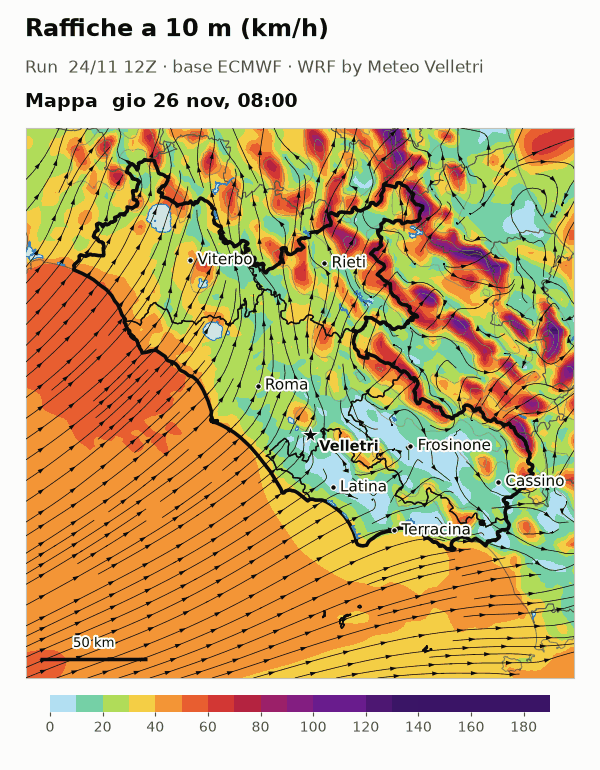 Raffiche a 10 m (km/h)
Run  24/11 12Z · base ECMWF · WRF by Meteo Velletri
Mappa  gio 26 nov, 08:00
Viterbo
Rieti
Roma
Velletri
Frosinone
Latina
Cassino
Terracina
50 km
0 20 40 60 80 100 120 140 160 180